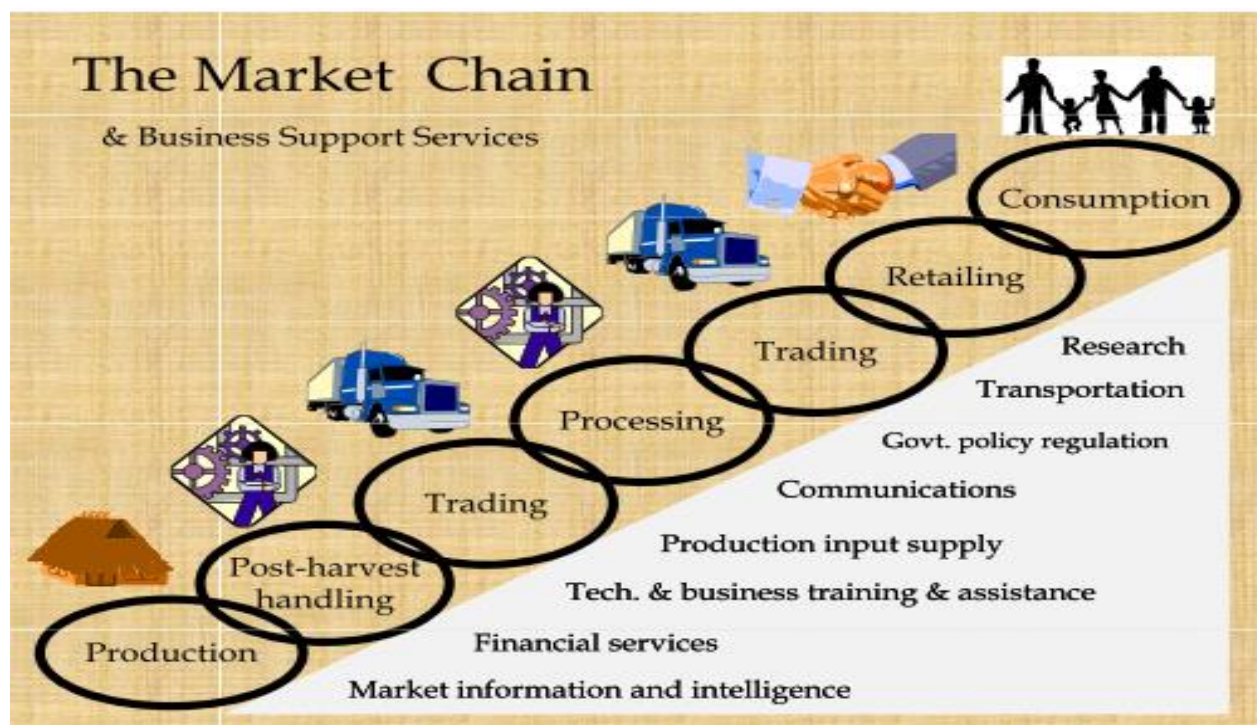 The Market Chain
& Business Support Services
Consumption
Retailing
Trading
Processing
Trading
Post-harvest
handling
Production
Research
Transportation
Govt. policy regulation
Communications
Production input supply
Tech. & business training & assistance
Financial services
Market information and intelligence